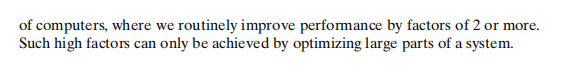 of computers, where we routinely improve performance by factors of 2 or more.
Such high factors can only be achieved by optimizing large parts of a system.